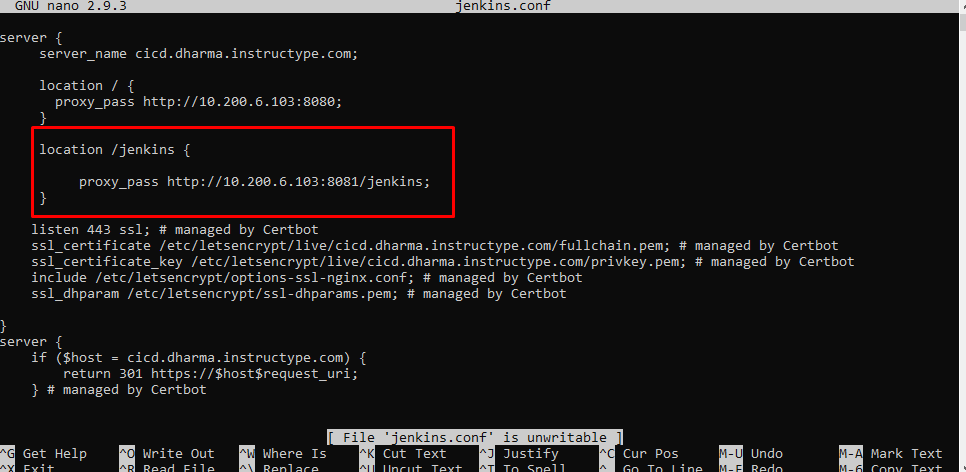 GNU nano 2.9.3 jenkins.conf
server {
server_name cicd.dharma.instructype.com;
location / {
proxy_pass http://10.200.6.103:8080;
}
location /jenkins {
proxy_pass http://10.200.6.103:8081/jenkins;
}
listen 443 ssl; # managed by Certbot
ssl_certificate /etc/letsencrypt/live/cicd.dharma.instructype.com/fullchain.pem; # managed by Certbot
ssl_certificate_key /etc/letsencrypt/live/cicd.dharma.instructype.com/privkey.pem; # managed by Certbot
include /etc/letsencrypt/options-ssl-nginx.conf; # managed by Certbot
ssl_dhparam /etc/letsencrypt/ssl-dhparams.pem; # managed by Certbot
}
server {
if ($host = cicd.dharma.instructype.com) {
return 301 https://$host$request_uri;
} # managed by Certbot
[ File 'jenkins.conf' is unwritable ]
^G Get Help ^O Write Out ^W Where Is ^K Cut Text ^J Justify ^C Cur Pos M-U Undo M-A Mark Text
^X Exit ^R Read File ^\ Replace ^U Uncut Text ^T To Spell ^_ Go To Line M-E Redo M-6 Copy Text